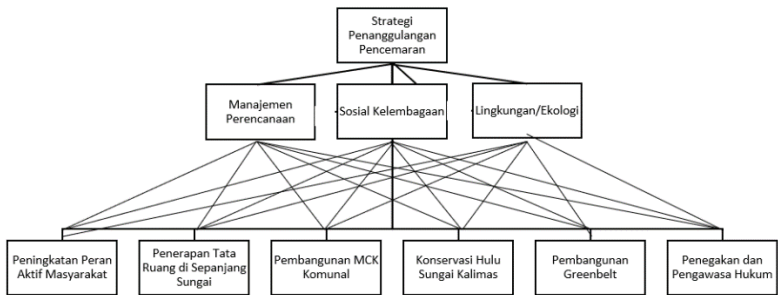 Strategi
Penanggulangan
Pencemaran
Manajemen
Perencanaan
Sosial Kelembagaan
Lingkungan/Ekologi
Peningkatan Peran
Aktif Masyarakat
Penerapan Tata
Ruang di Sepanjang
Sungai
Pembangunan MCK
Komunal
Konservasi Hulu
Sungai Kalimas
Pembangunan
Greenbelt
Penegakan dan
Pengawasa Hukum